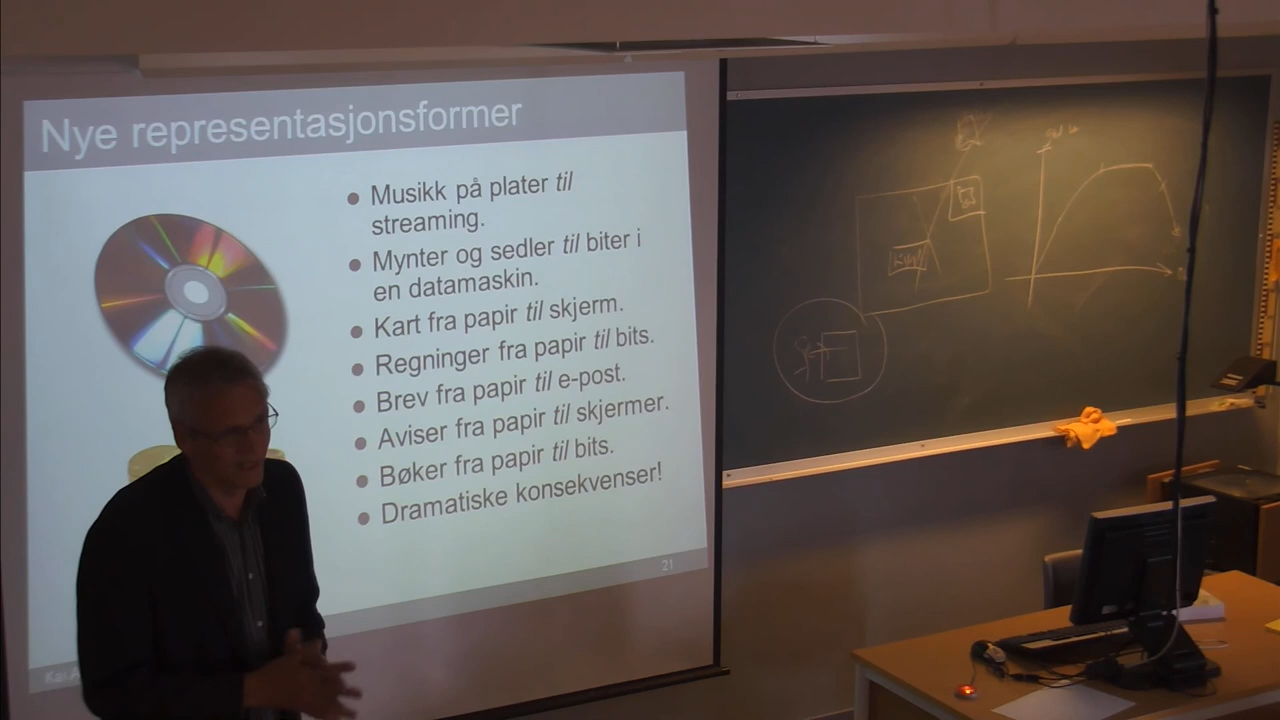 Nye representasjonsformer
Musikk på plater til
streaming.
Mynter og sedler til biter i
en datamaskin.
Kart fra papir til skjerm.
Regninger fra papir til bits.
Brev fra papir til e-post.
Aviser fra papir til skjermer.
Bøker fra papir til bits.
Dramatiske konsekvenser!
21